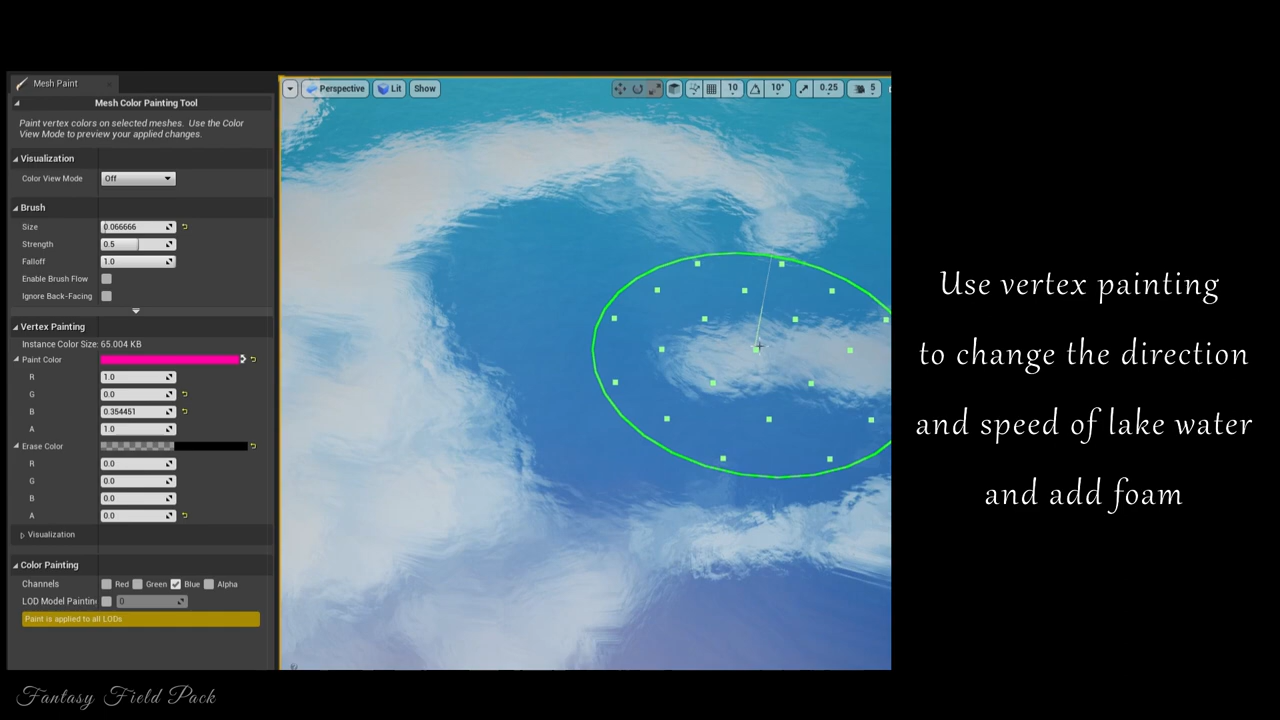 Mesh Paint
Mesh Color Painting Tool
Paint vertex colors on selected meshes. Use the Color
View Mode to preview your applied changes.
Visualization
Color View Mode Off
Brush
Size 0.066666
Strength 0.5
Falloff 1.0
Enable Brush Flow
Ignore Back-Facing
Vertex Painting
Instance Color Size: 65.004 KB
Paint Color
R 1.0
G 0.0
B 0.354451
A 1.0
Erase Color
R 0.0
G 0.0
B 0.0
A 0.0
Visualization
Color Painting
Channels Red Green Blue Alpha
LOD Model Painting 0
Paint is applied to all LODs
Perspective Lit Show 10 10° 0.25 5
Use vertex painting
to change the direction
and speed of lake water
and add foam
Fantasy Field Pack